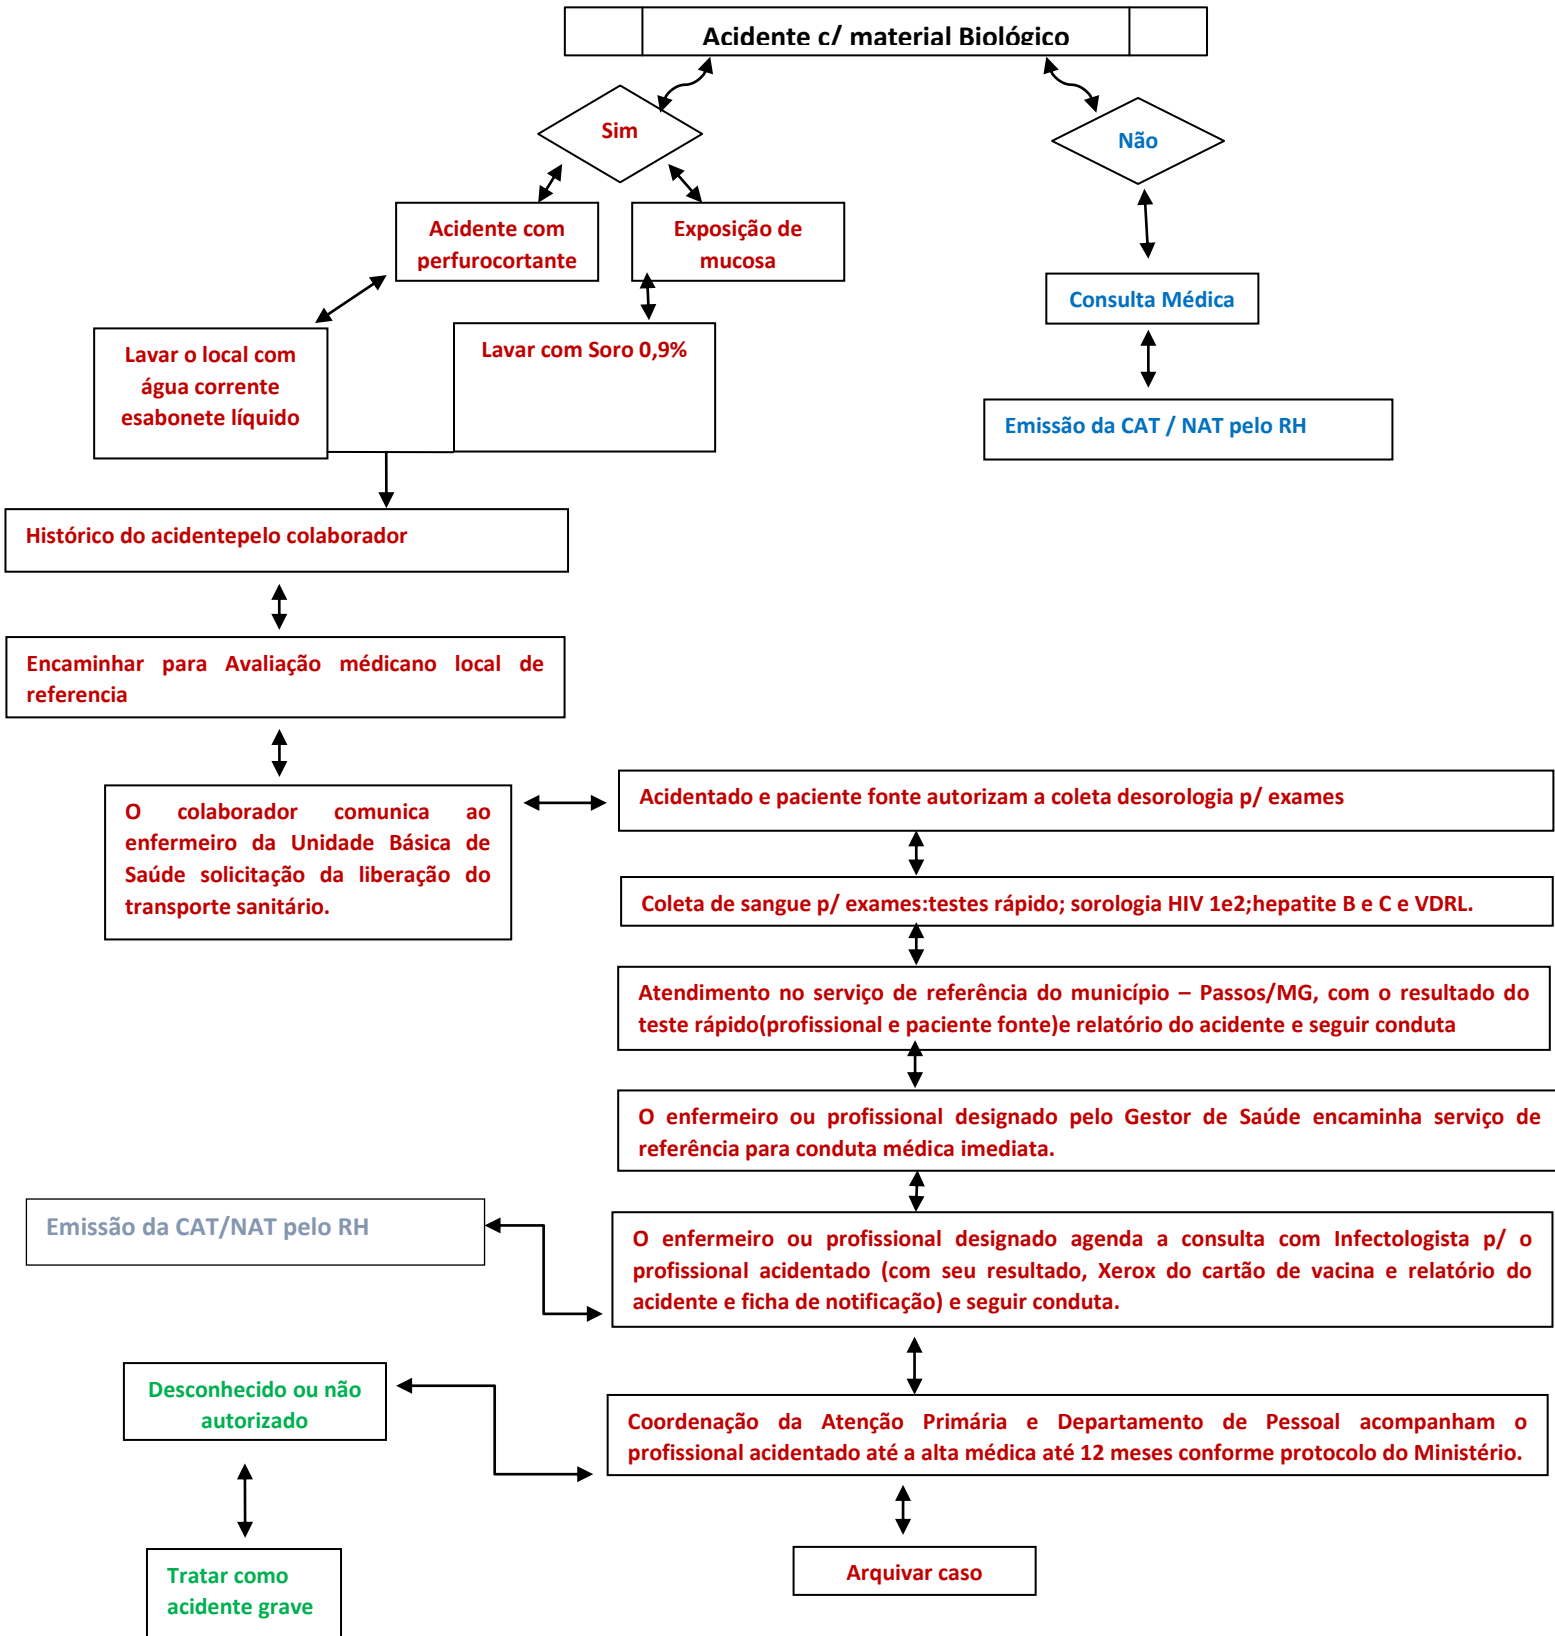 Acidente c/ material Biológico
Sim
Não
Acidente com
perfurocortante
Exposição de
mucosa
Consulta Médica
Lavar o local com
água corrente
esabonete líquido
Lavar com Soro 0,9%
Emissão da CAT / NAT pelo RH
Histórico do acidentepelo colaborador
Encaminhar para Avaliação médicano local de
referencia
O colaborador comunica ao
enfermeiro da Unidade Básica de
Saúde solicitação da liberação do
transporte sanitário.
Acidentado e paciente fonte autorizam a coleta desorologia p/ exames
Coleta de sangue p/ exames:testes rápido; sorologia HIV 1e2;hepatite B e C e VDRL.
Atendimento no serviço de referência do município – Passos/MG, com o resultado do
teste rápido(profissional e paciente fonte)e relatório do acidente e seguir conduta
O enfermeiro ou profissional designado pelo Gestor de Saúde encaminha serviço de
referência para conduta médica imediata.
Emissão da CAT/NAT pelo RH
O enfermeiro ou profissional designado agenda a consulta com Infectologista p/ o
profissional acidentado (com seu resultado, Xerox do cartão de vacina e relatório do
acidente e ficha de notificação) e seguir conduta.
Desconhecido ou não
autorizado
Coordenação da Atenção Primária e Departamento de Pessoal acompanham o
profissional acidentado até a alta médica até 12 meses conforme protocolo do Ministério.
Tratar como
acidente grave
Arquivar caso